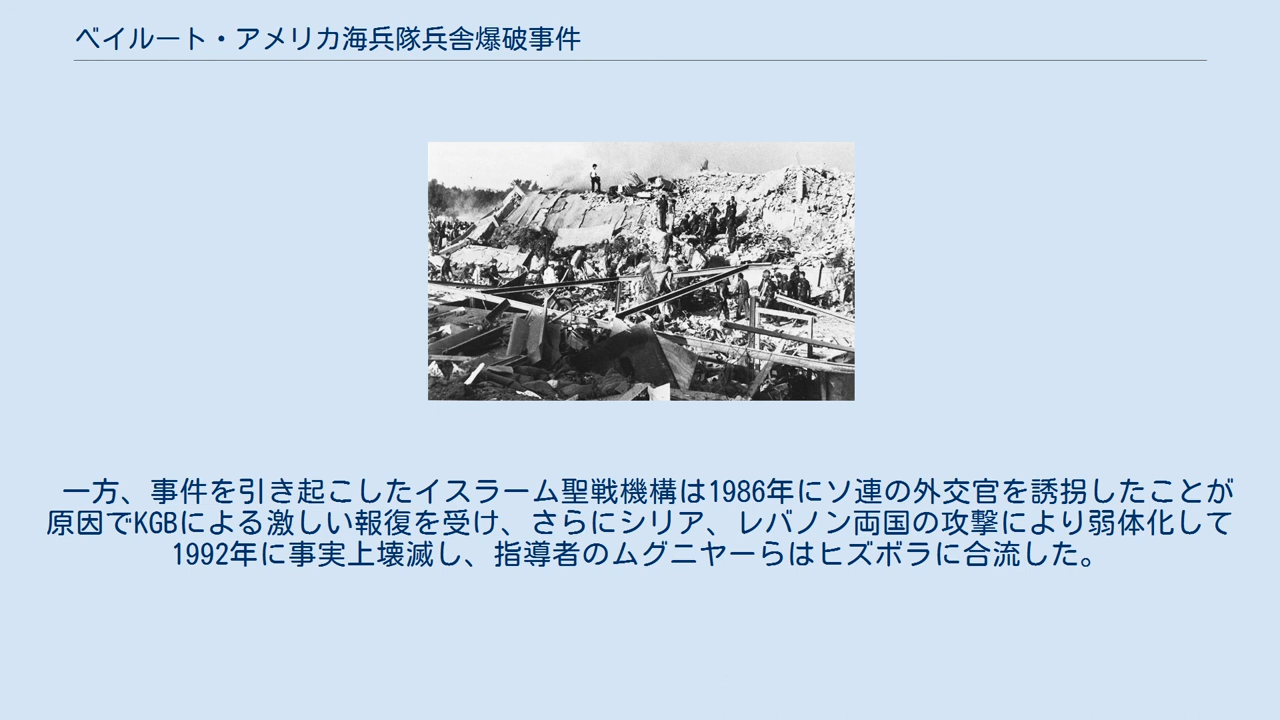 ベイルート・アメリカ海兵隊兵舎爆破事件
一方、事件を引き起こしたイスラーム聖戦機構は1986年にソ連の外交官を誘拐したことが
原因でKGBによる激しい報復を受け、さらにシリア、レバノン両国の攻撃により弱体化して
1992年に事実上壊滅し、指導者のムグニヤーらはヒズボラに合流した。